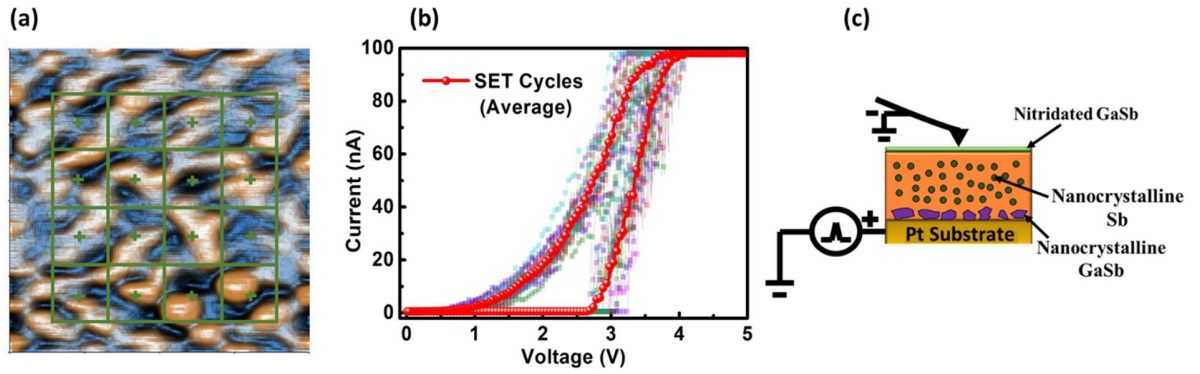 (a)
(b)
(c)
100
80
60
40
20
0
Current (nA)
SET Cycles
(Average)
0 1 2 3 4 5
Voltage (V)
Nitridated GaSb
Nanocrystalline
Sb
Nanocrystalline
GaSb
Pt Substrate
+
-